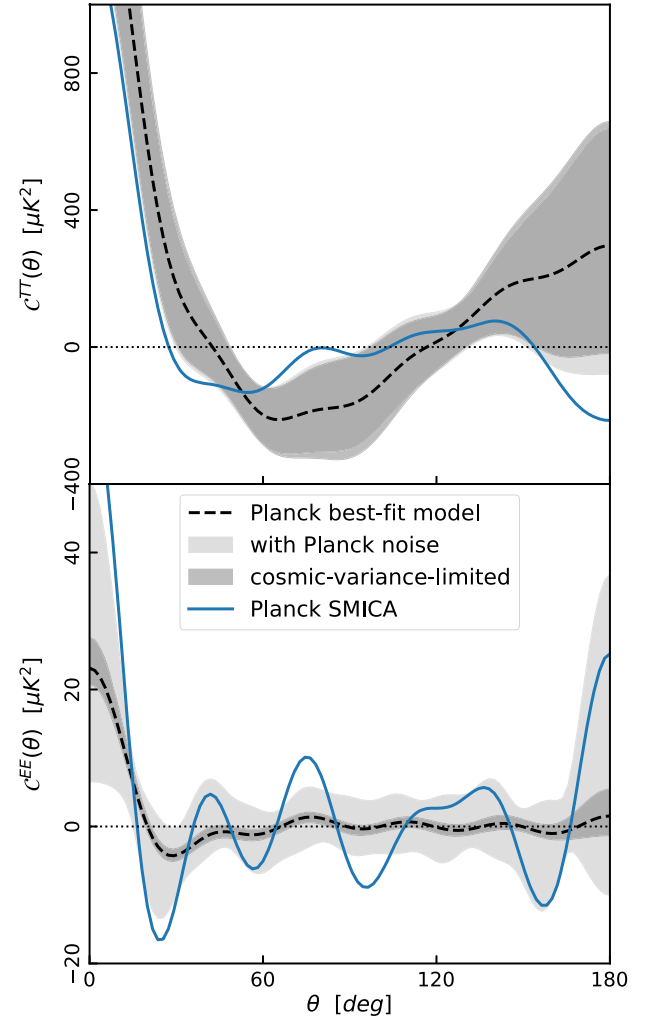 800
400
0
−400
C^{TT}(θ) [μK²]
Planck best-fit model
with Planck noise
cosmic-variance-limited
Planck SMICA
40
20
0
−20
C^{EE}(θ) [μK²]
0 60 120 180
θ [deg]